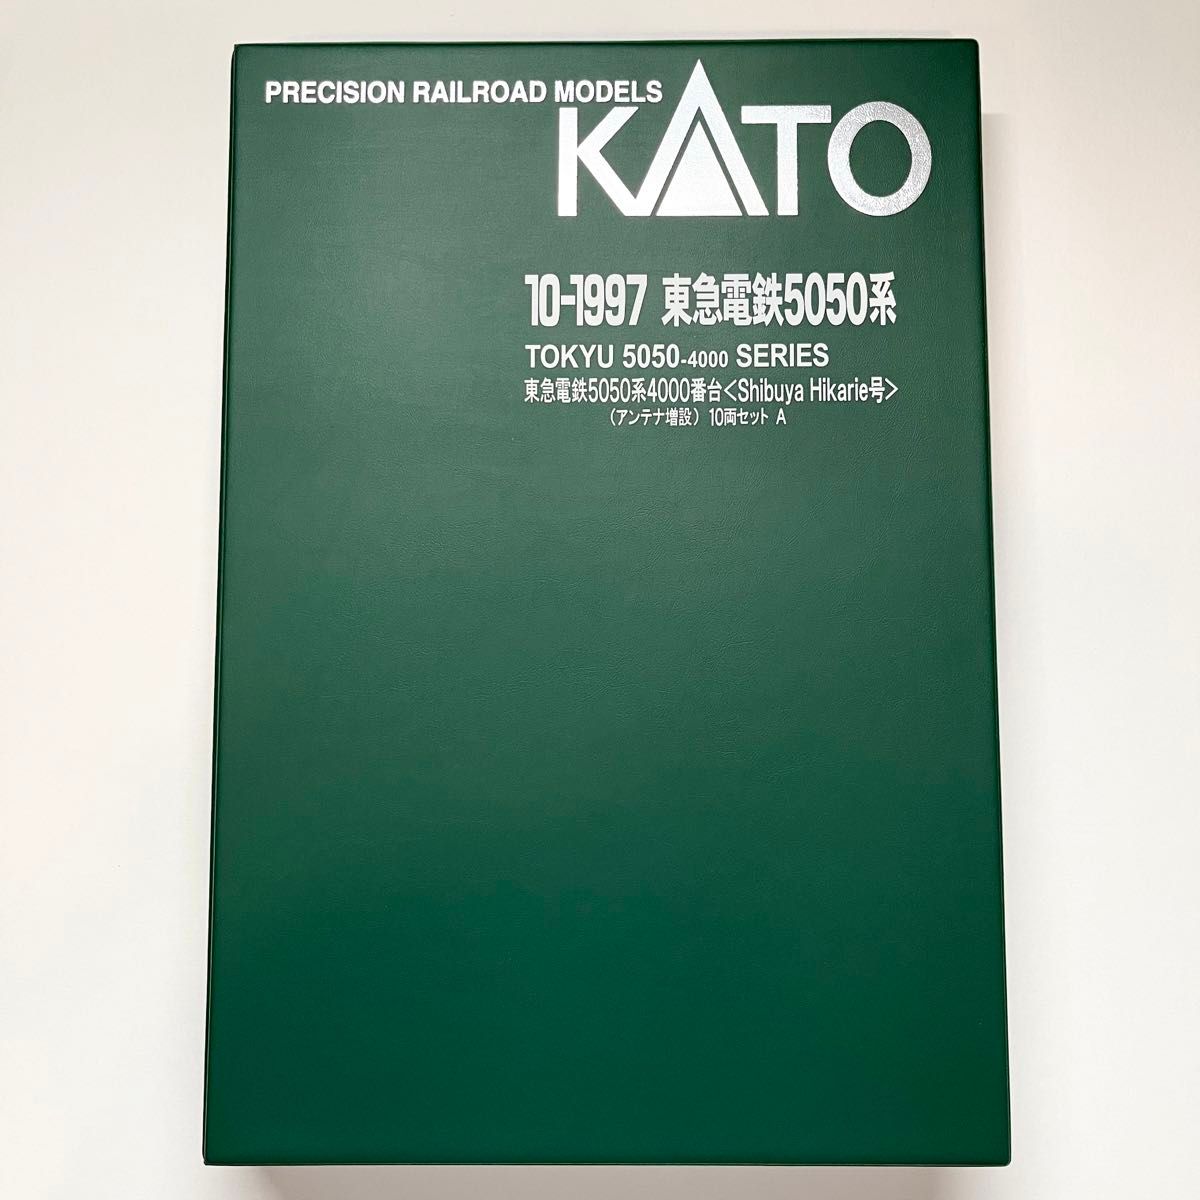 PRECISION RAILROAD MODELS
KATO
10-1997 東急電鉄5050系
TOKYU 5050-4000 SERIES
東急電鉄5050系4000番台<Shibuya Hikarie号>
(アンテナ増設) 10両セット A